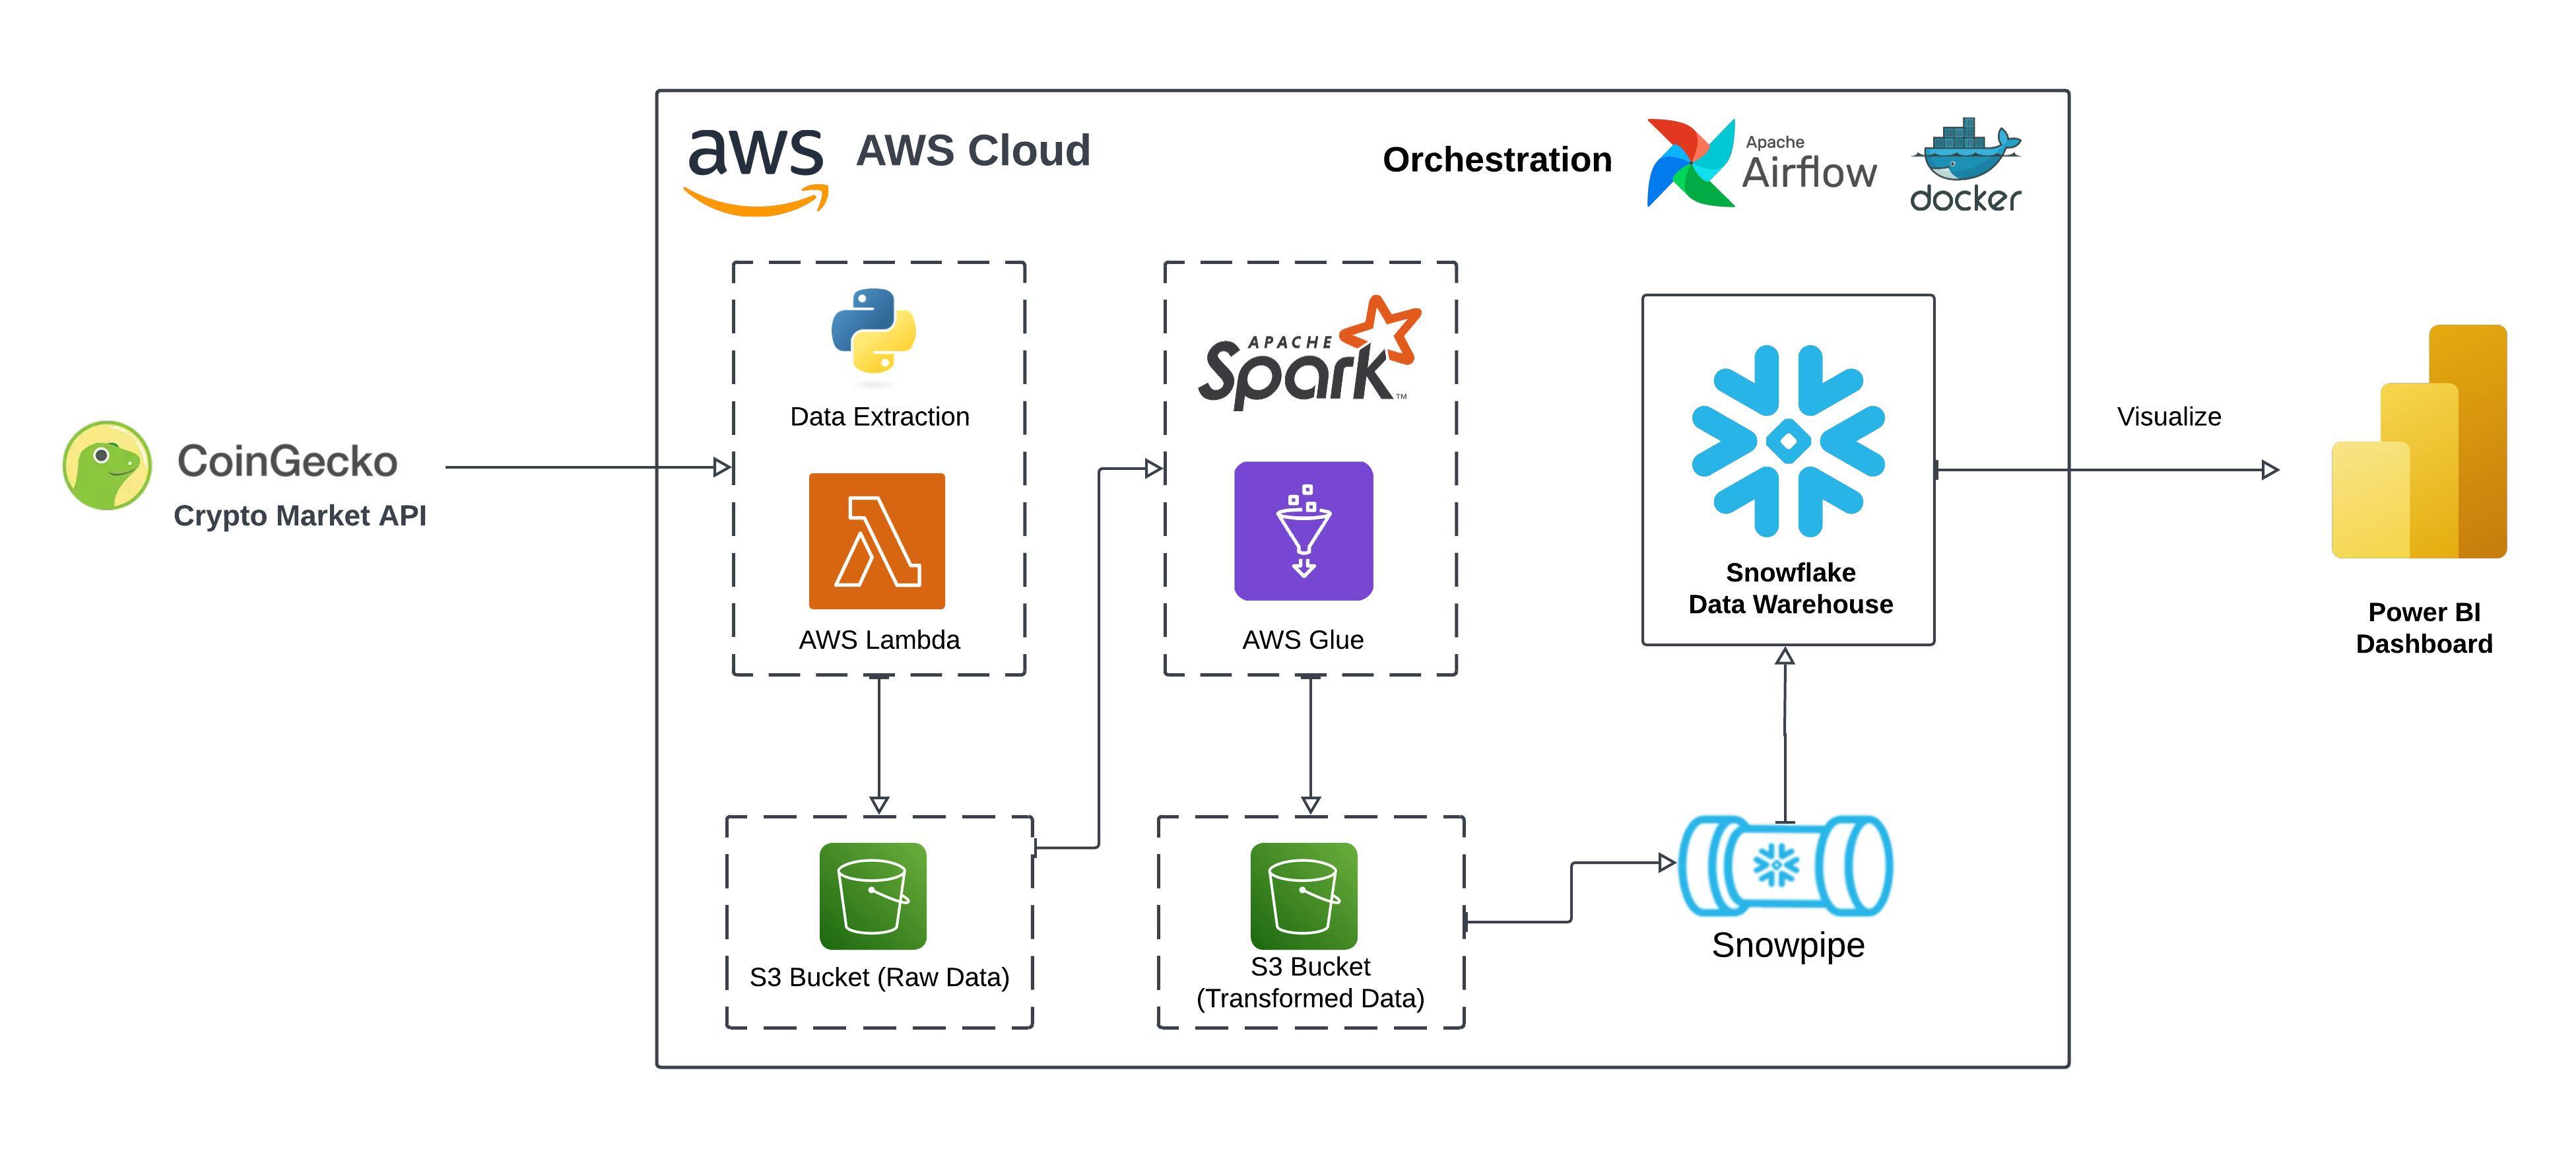 aws
AWS Cloud
Orchestration
Apache
Airflow
docker
Data Extraction
AWS Lambda
APACHE
Spark™
AWS Glue
Snowflake
Data Warehouse
CoinGecko
Crypto Market API
Visualize
Power BI
Dashboard
S3 Bucket (Raw Data)
S3 Bucket
(Transformed Data)
Snowpipe